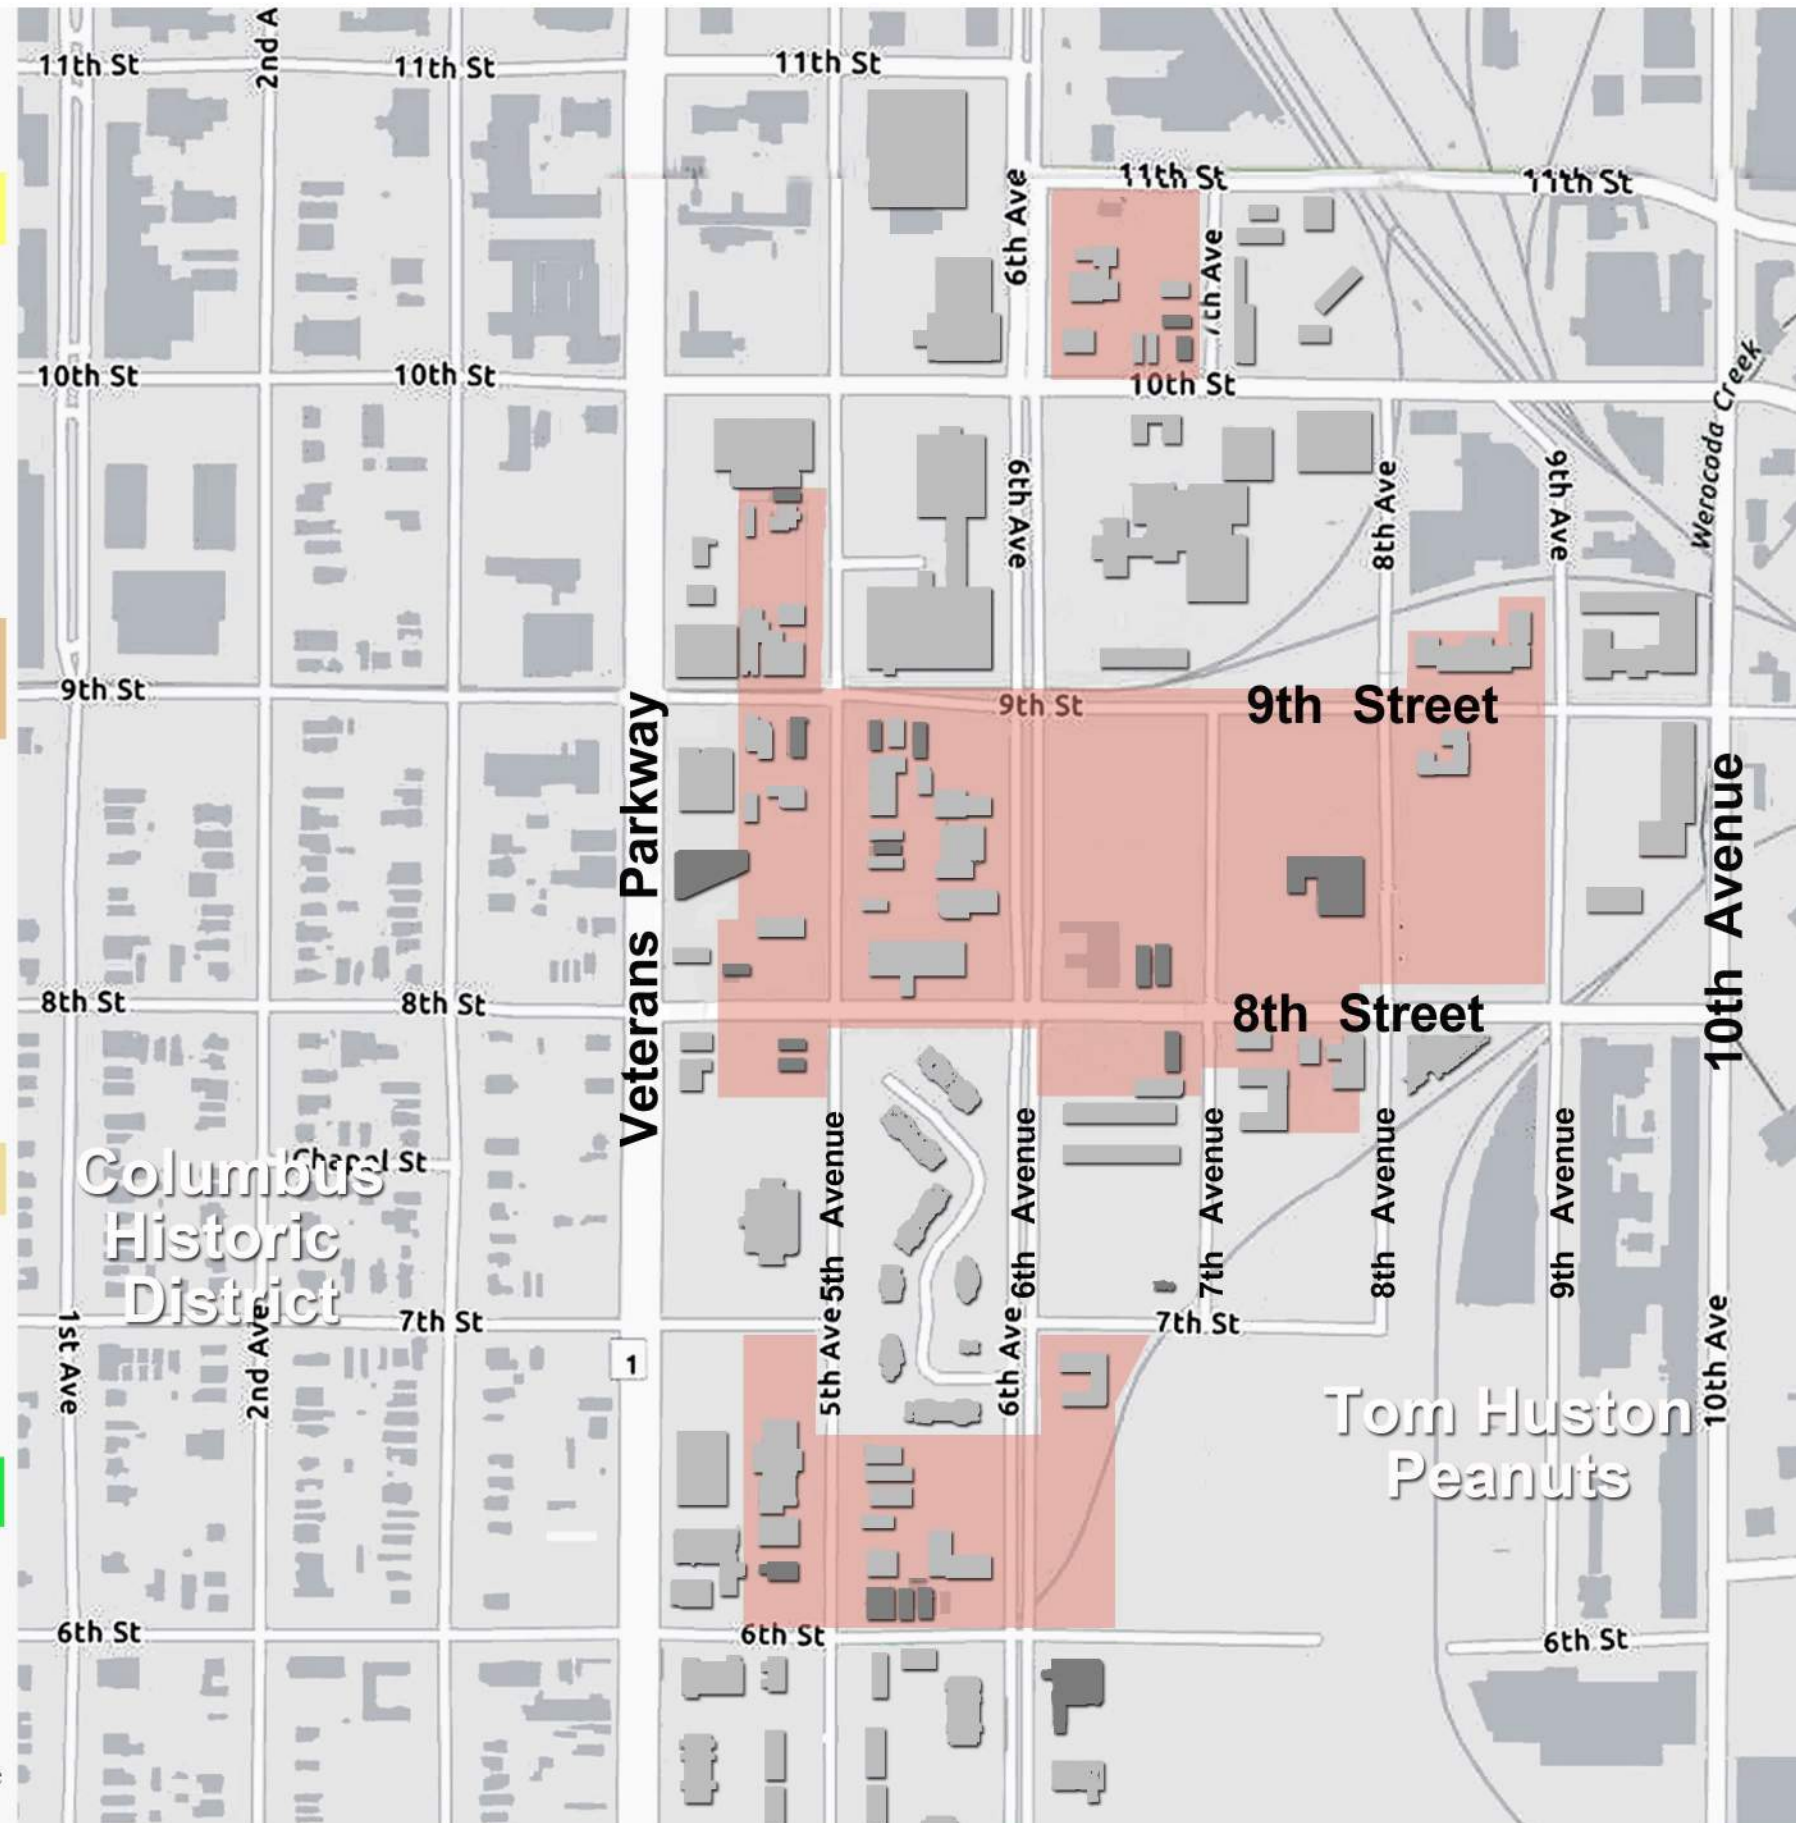 2nd A
11th St
11th St
11th St
11th St
11th St
6th Ave
7th Ave
10th St
10th St
10th St
Werocoda Creek
6th Ave
8th Ave
9th Ave
9th St
9th St
9th Street
Veterans Parkway
10th Avenue
8th St
8th St
8th Street
Chapel St
Columbus
Historic
District
5th Avenue
6th Avenue
7th Avenue
8th Avenue
9th Avenue
1st Ave
2nd Ave
7th St
7th St
1
5th Ave
6th Ave
10th Ave
Tom Huston
Peanuts
6th St
6th St
6th St